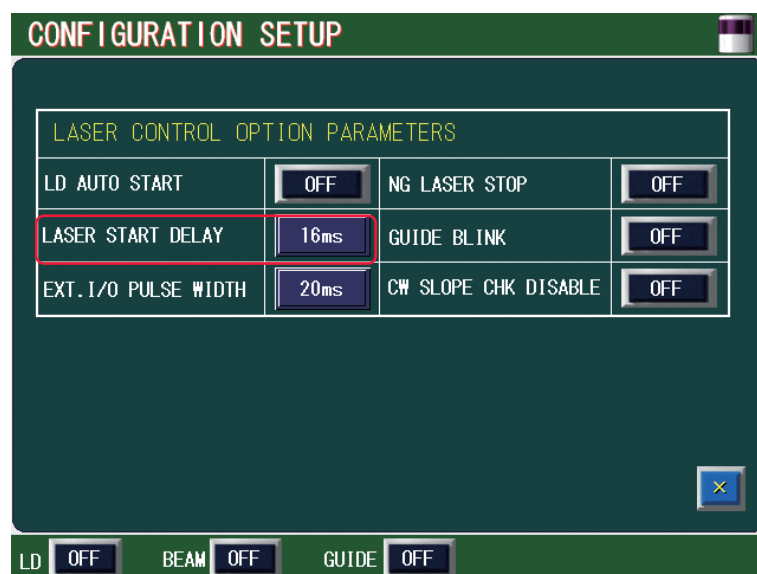 CONFIGURATION SETUP
LASER CONTROL OPTION PARAMETERS
LD AUTO START OFF NG LASER STOP OFF
LASER START DELAY 16ms GUIDE BLINK OFF
EXT.I/O PULSE WIDTH 20ms CW SLOPE CHK DISABLE OFF
×
LD OFF BEAM OFF GUIDE OFF